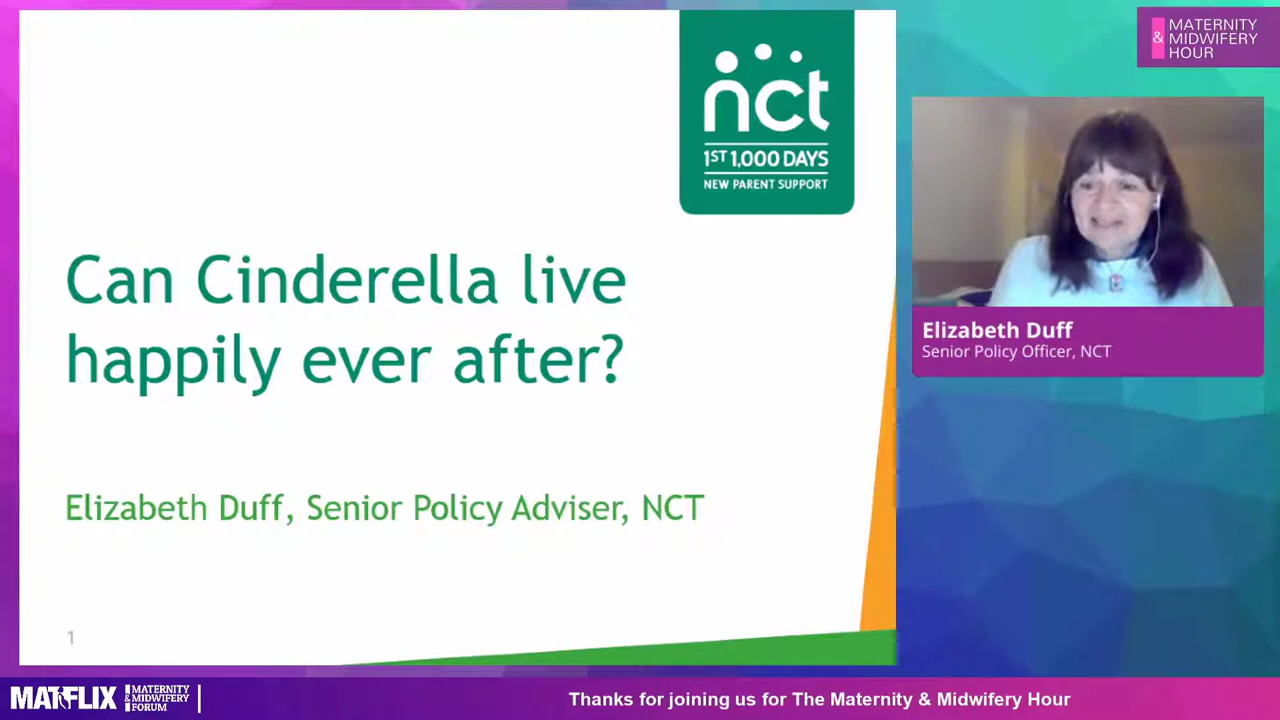 nct
1ST 1,000 DAYS
NEW PARENT SUPPORT
Can Cinderella live
happily ever after?
Elizabeth Duff, Senior Policy Adviser, NCT
1
& MATERNITY
MIDWIFERY
HOUR
Elizabeth Duff
Senior Policy Officer, NCT
MATFLIX
MATERNITY
& MIDWIFERY
FORUM
Thanks for joining us for The Maternity & Midwifery Hour